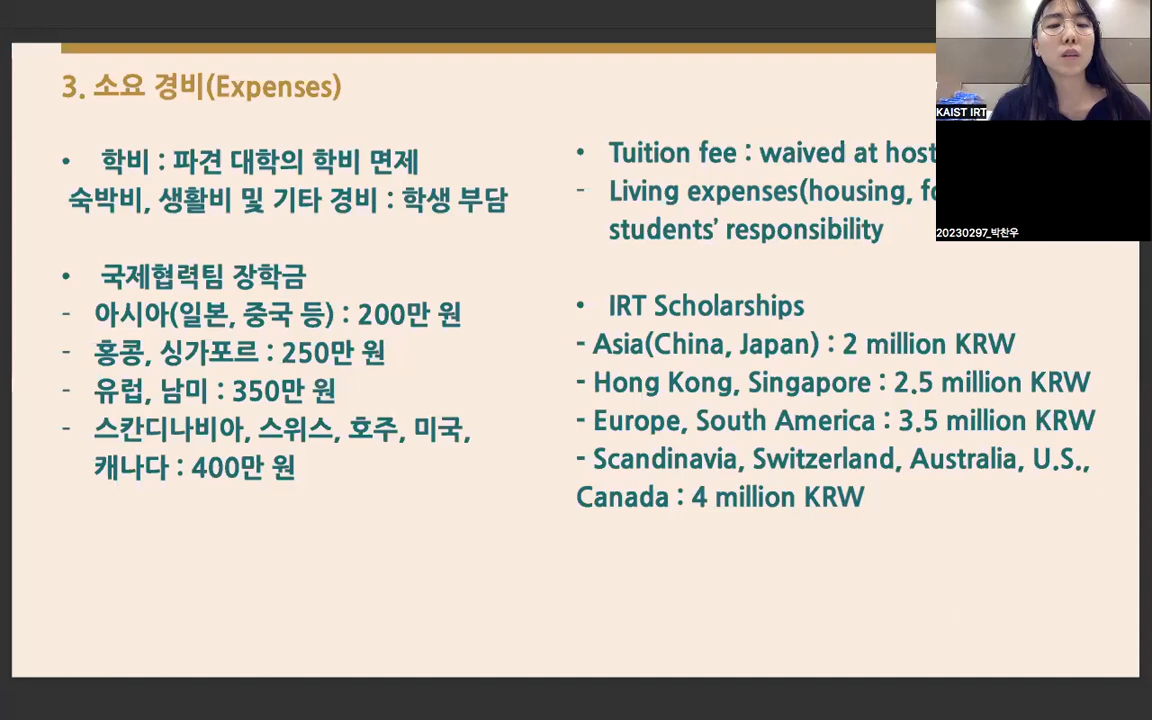 3. 소요 경비(Expenses)
• 학비 : 파견 대학의 학비 면제
숙박비, 생활비 및 기타 경비 : 학생 부담
• 국제협력팀 장학금
- 아시아(일본, 중국 등) : 200만 원
- 홍콩, 싱가포르 : 250만 원
- 유럽, 남미 : 350만 원
- 스칸디나비아, 스위스, 호주, 미국,
캐나다 : 400만 원
• Tuition fee : waived at host
- Living expenses(housing,
students’ responsibility
• IRT Scholarships
- Asia(China, Japan) : 2 million KRW
- Hong Kong, Singapore : 2.5 million KRW
- Europe, South America : 3.5 million KRW
- Scandinavia, Switzerland, Australia, U.S.,
Canada : 4 million KRW
KAIST IRT
20230297_박찬우